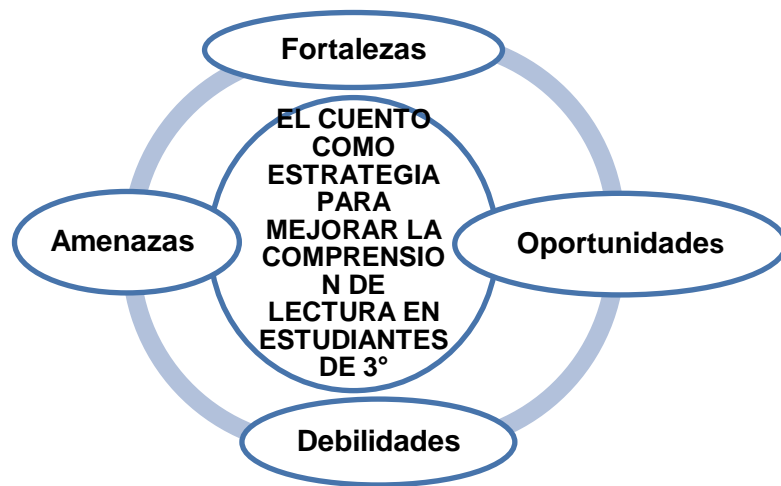 Fortalezas
EL CUENTO
COMO
ESTRATEGIA
PARA
MEJORAR LA
COMPRENSIO
N DE
LECTURA EN
ESTUDIANTES
DE 3°
Amenazas
Oportunidades
Debilidades